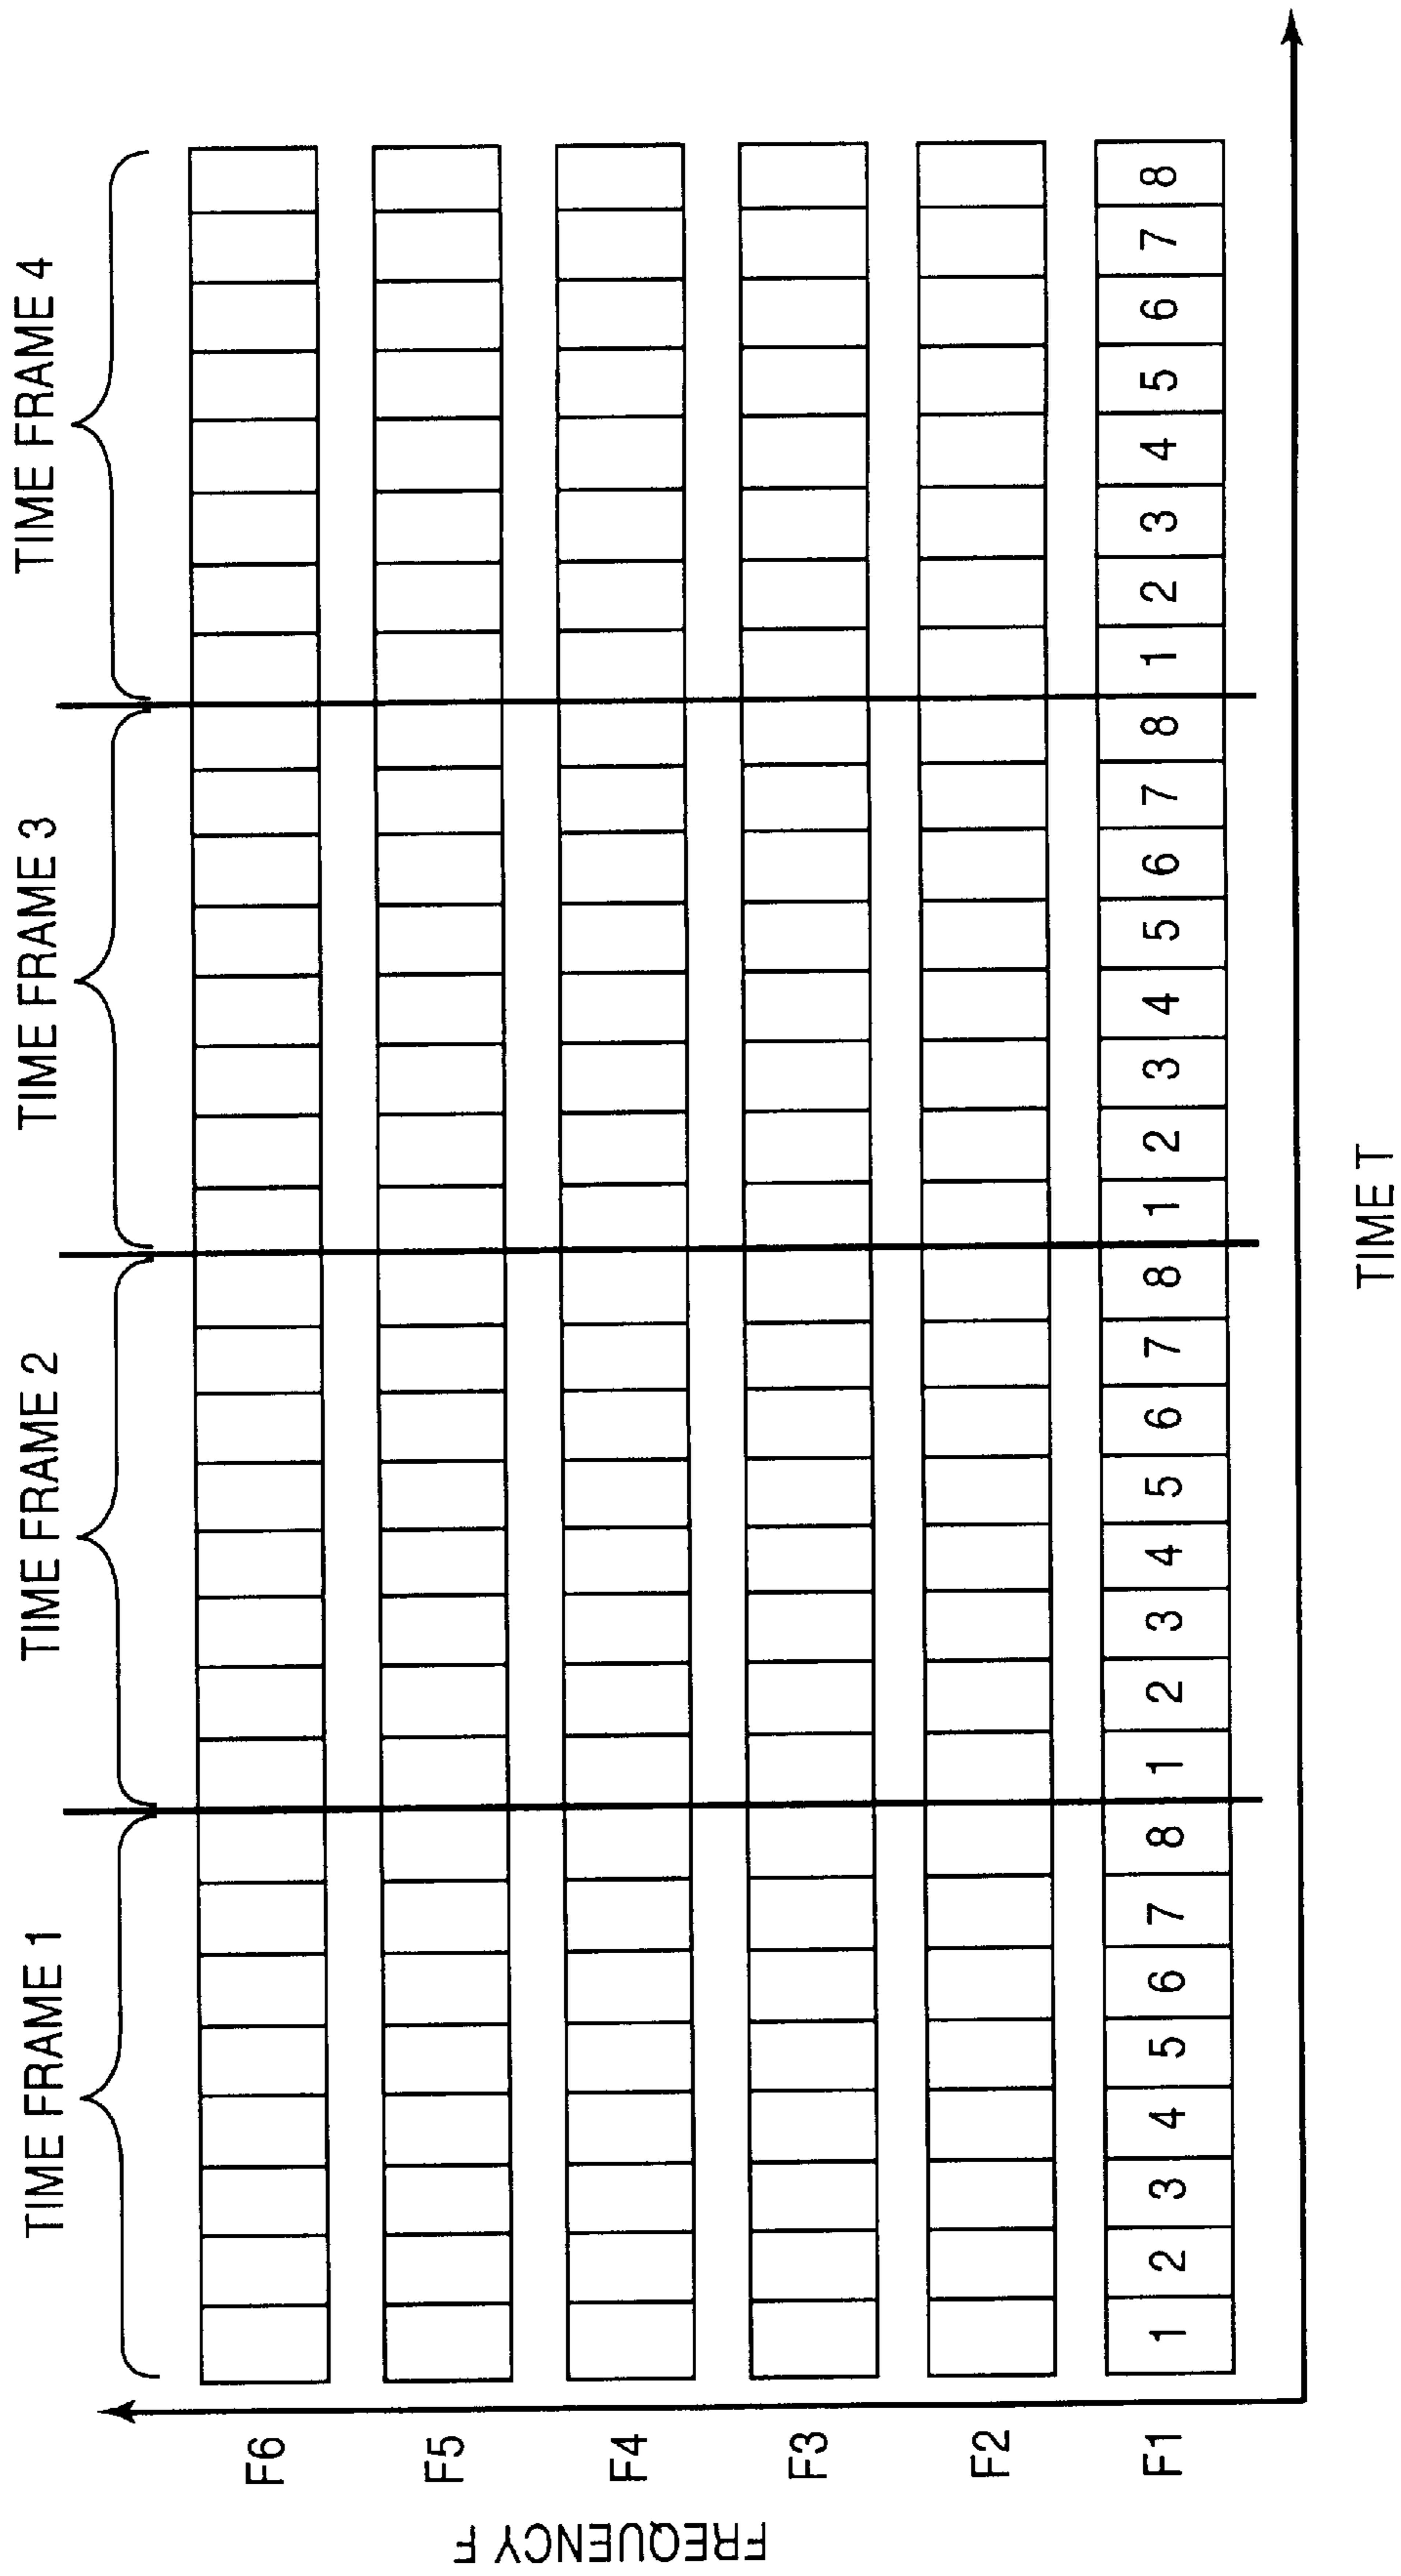 TIME FRAME 1 TIME FRAME 2 TIME FRAME 3 TIME FRAME 4
FREQUENCY F
F6
F5
F4
F3
F2
F1 1 2 3 4 5 6 7 8 1 2 3 4 5 6 7 8 1 2 3 4 5 6 7 8 1 2 3 4 5 6 7 8
TIME T